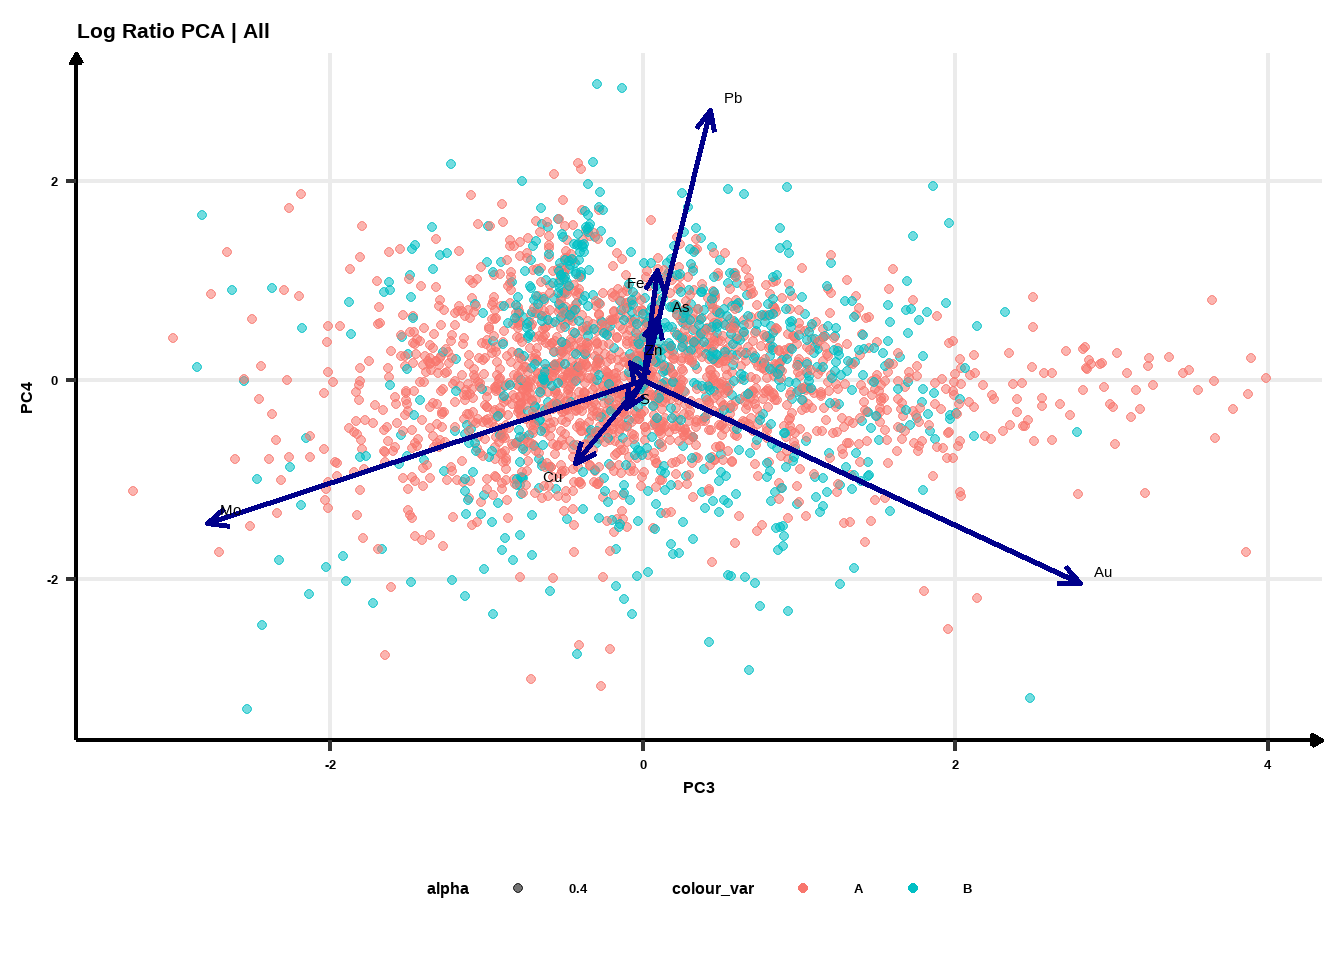 Log Ratio PCA | All
Pb
2
Fe
As
Zn
0
S
Cu
Mo
Au
-2
PC4
-2
0
2
4
PC3
alpha
0.4
colour_var
A
B